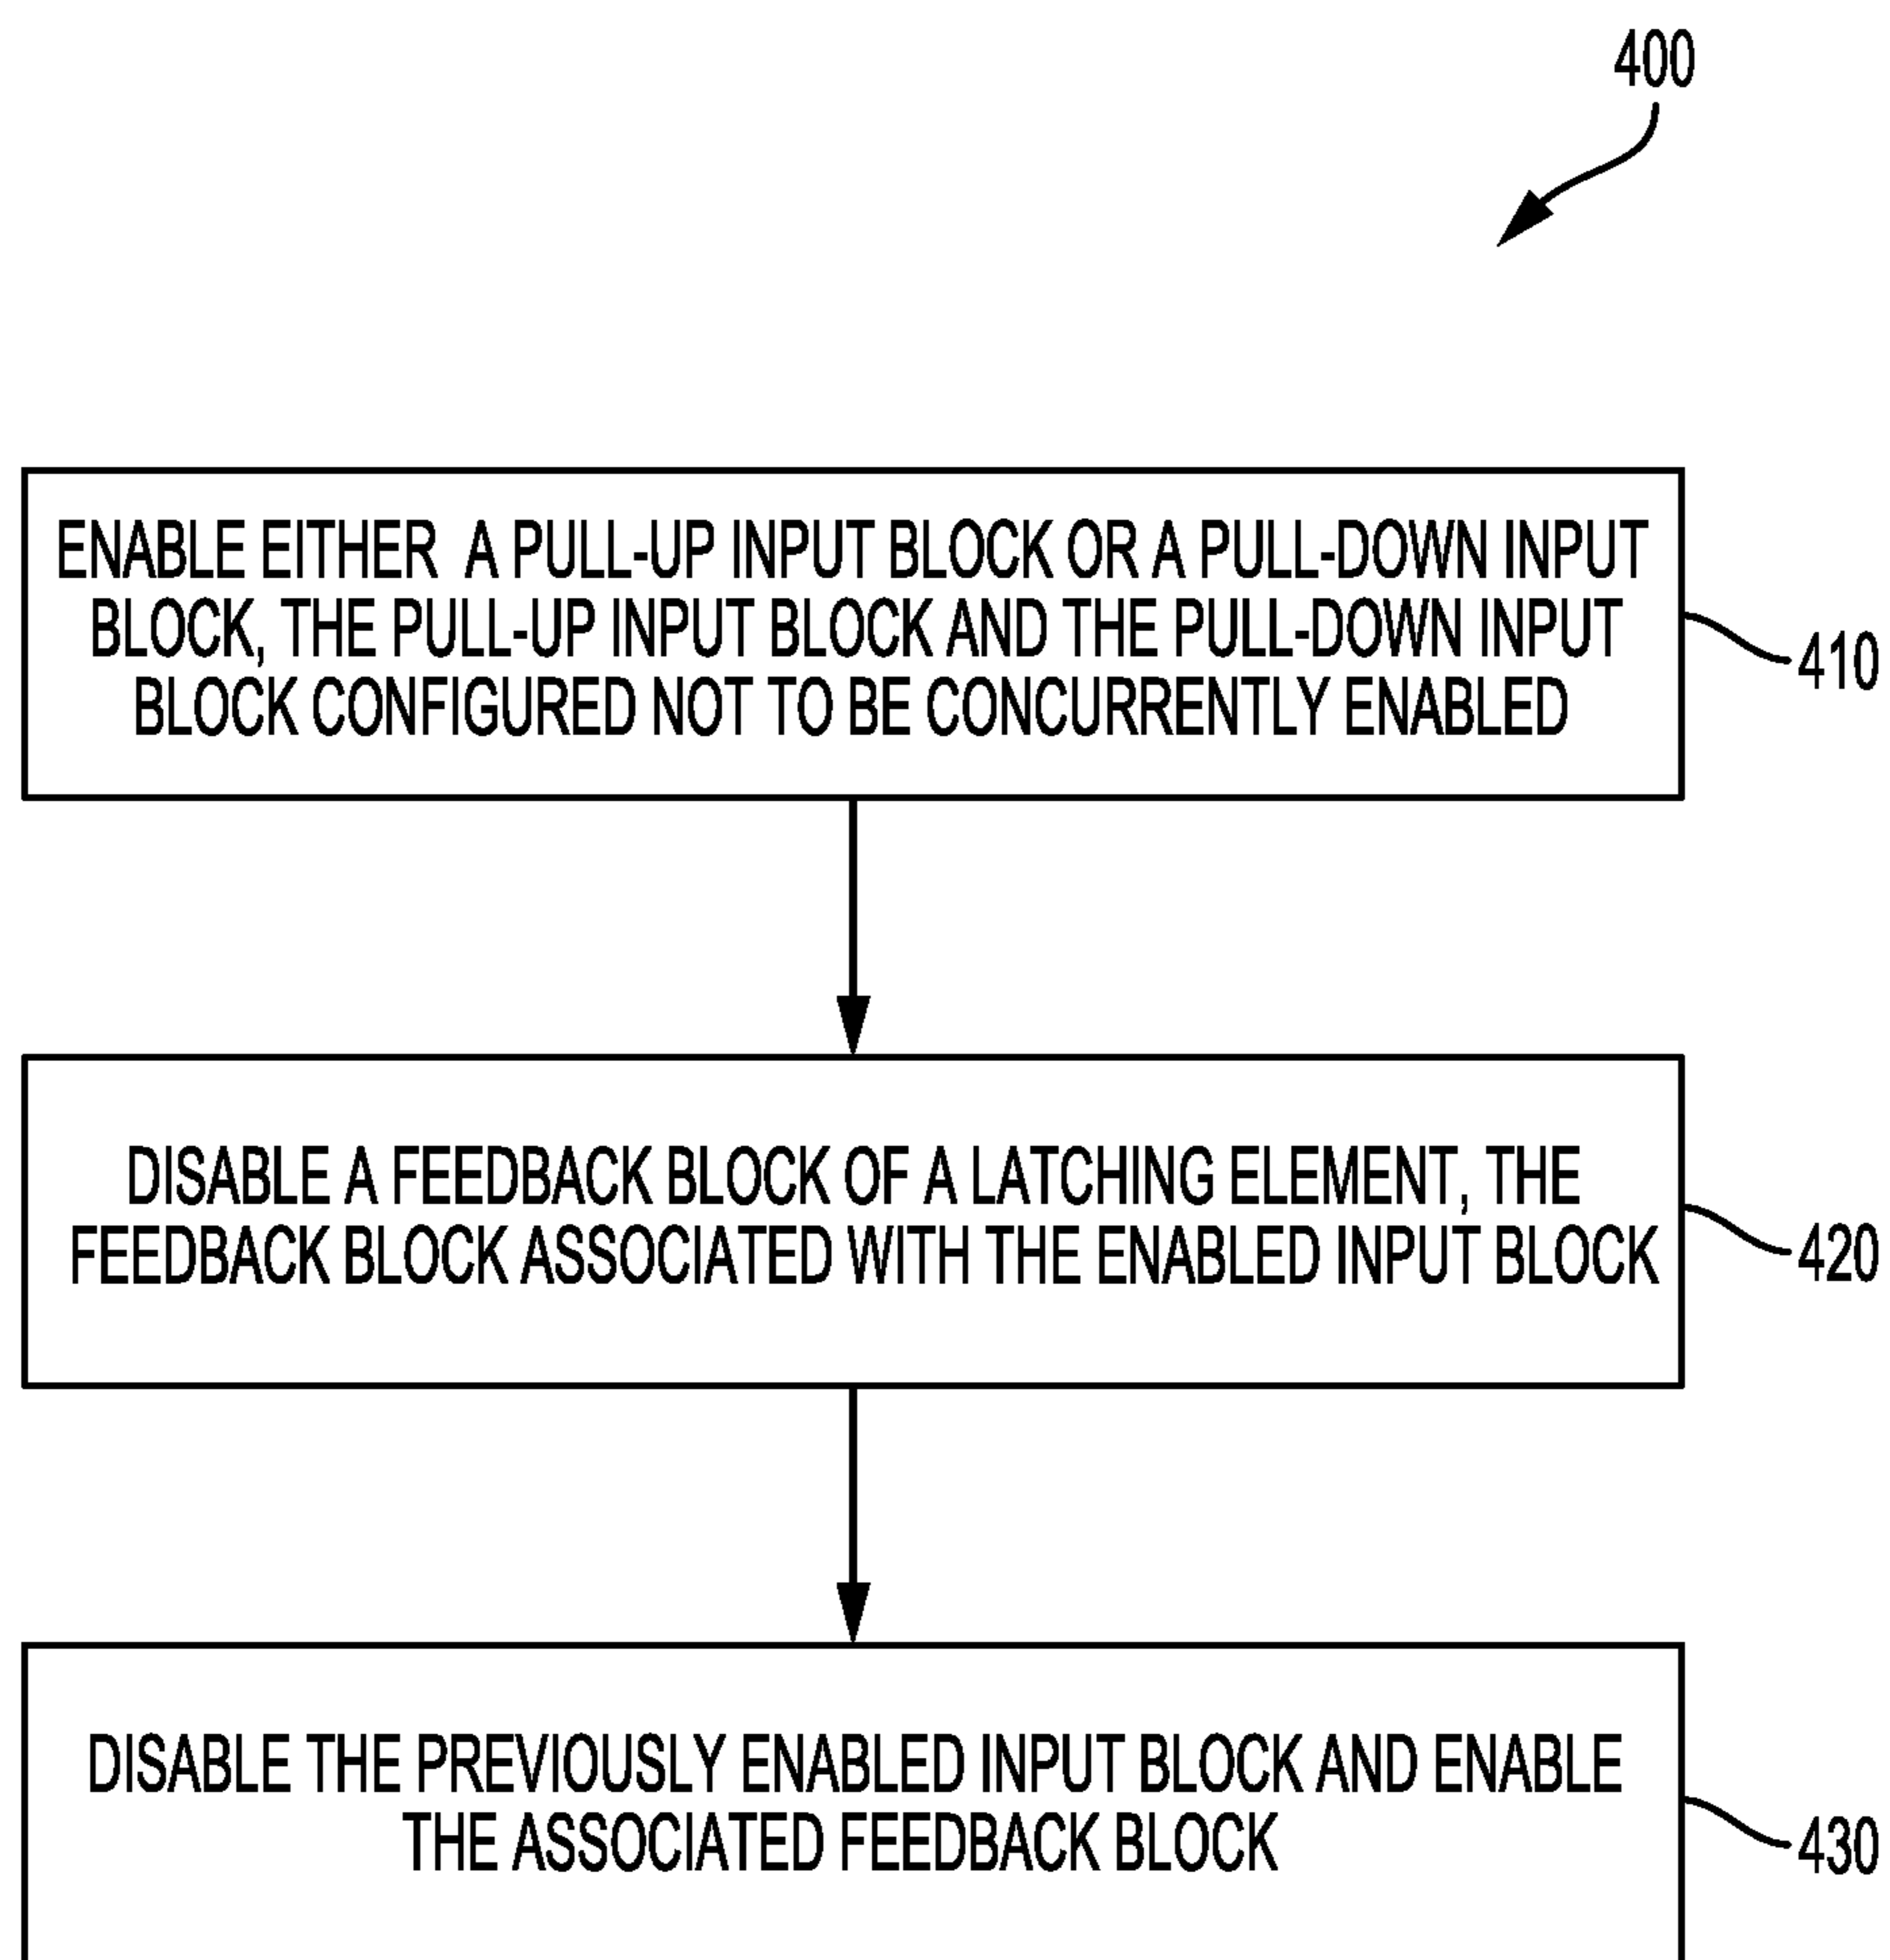 400
ENABLE EITHER A PULL-UP INPUT BLOCK OR A PULL-DOWN INPUT
BLOCK, THE PULL-UP INPUT BLOCK AND THE PULL-DOWN INPUT
BLOCK CONFIGURED NOT TO BE CONCURRENTLY ENABLED
410
DISABLE A FEEDBACK BLOCK OF A LATCHING ELEMENT, THE
FEEDBACK BLOCK ASSOCIATED WITH THE ENABLED INPUT BLOCK
420
DISABLE THE PREVIOUSLY ENABLED INPUT BLOCK AND ENABLE
THE ASSOCIATED FEEDBACK BLOCK
430